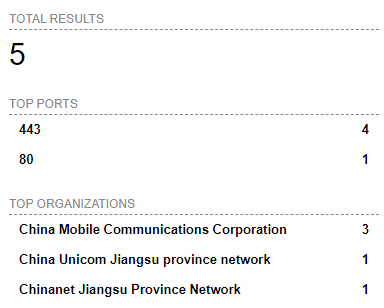 TOTAL RESULTS
5
TOP PORTS
443 4
80 1
TOP ORGANIZATIONS
China Mobile Communications Corporation 3
China Unicom Jiangsu province network 1
Chinanet Jiangsu Province Network 1